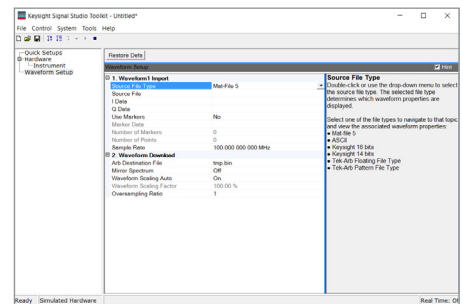 Keysight Signal Studio Toolkit - Untitled*
File Control System Tools Help
Quick Setups
Hardware
Instrument
Waveform Setup
Restore Defs
Waveform Setup
Hint
1. Waveform1 Import
Source File Type Mat-File 5
Source File
I Data
Q Data
Use Markers No
Marker Data
Number of Markers 0
Number of Points 0
Sample Rate 100.000 000 000 MHz
2. Waveform Download
Arb Destination File tmp.bin
Mirror Spectrum Off
Waveform Scaling Auto On
Waveform Scaling Factor 100.00 %
Oversampling Ratio 1
Source File Type
Double-click or use the drop-down menu to select
the source file type. The selected file type
determines which waveform properties are
displayed.
Select one of the file types to navigate to that topic
and view the associated waveform properties:
• Mat-file 5
• ASCII
• Keysight 16 bits
• Keysight 14 bits
• Tek-Arb Floating File Type
• Tek-Arb Pattern File Type
Ready Simulated Hardware Real Time: Of